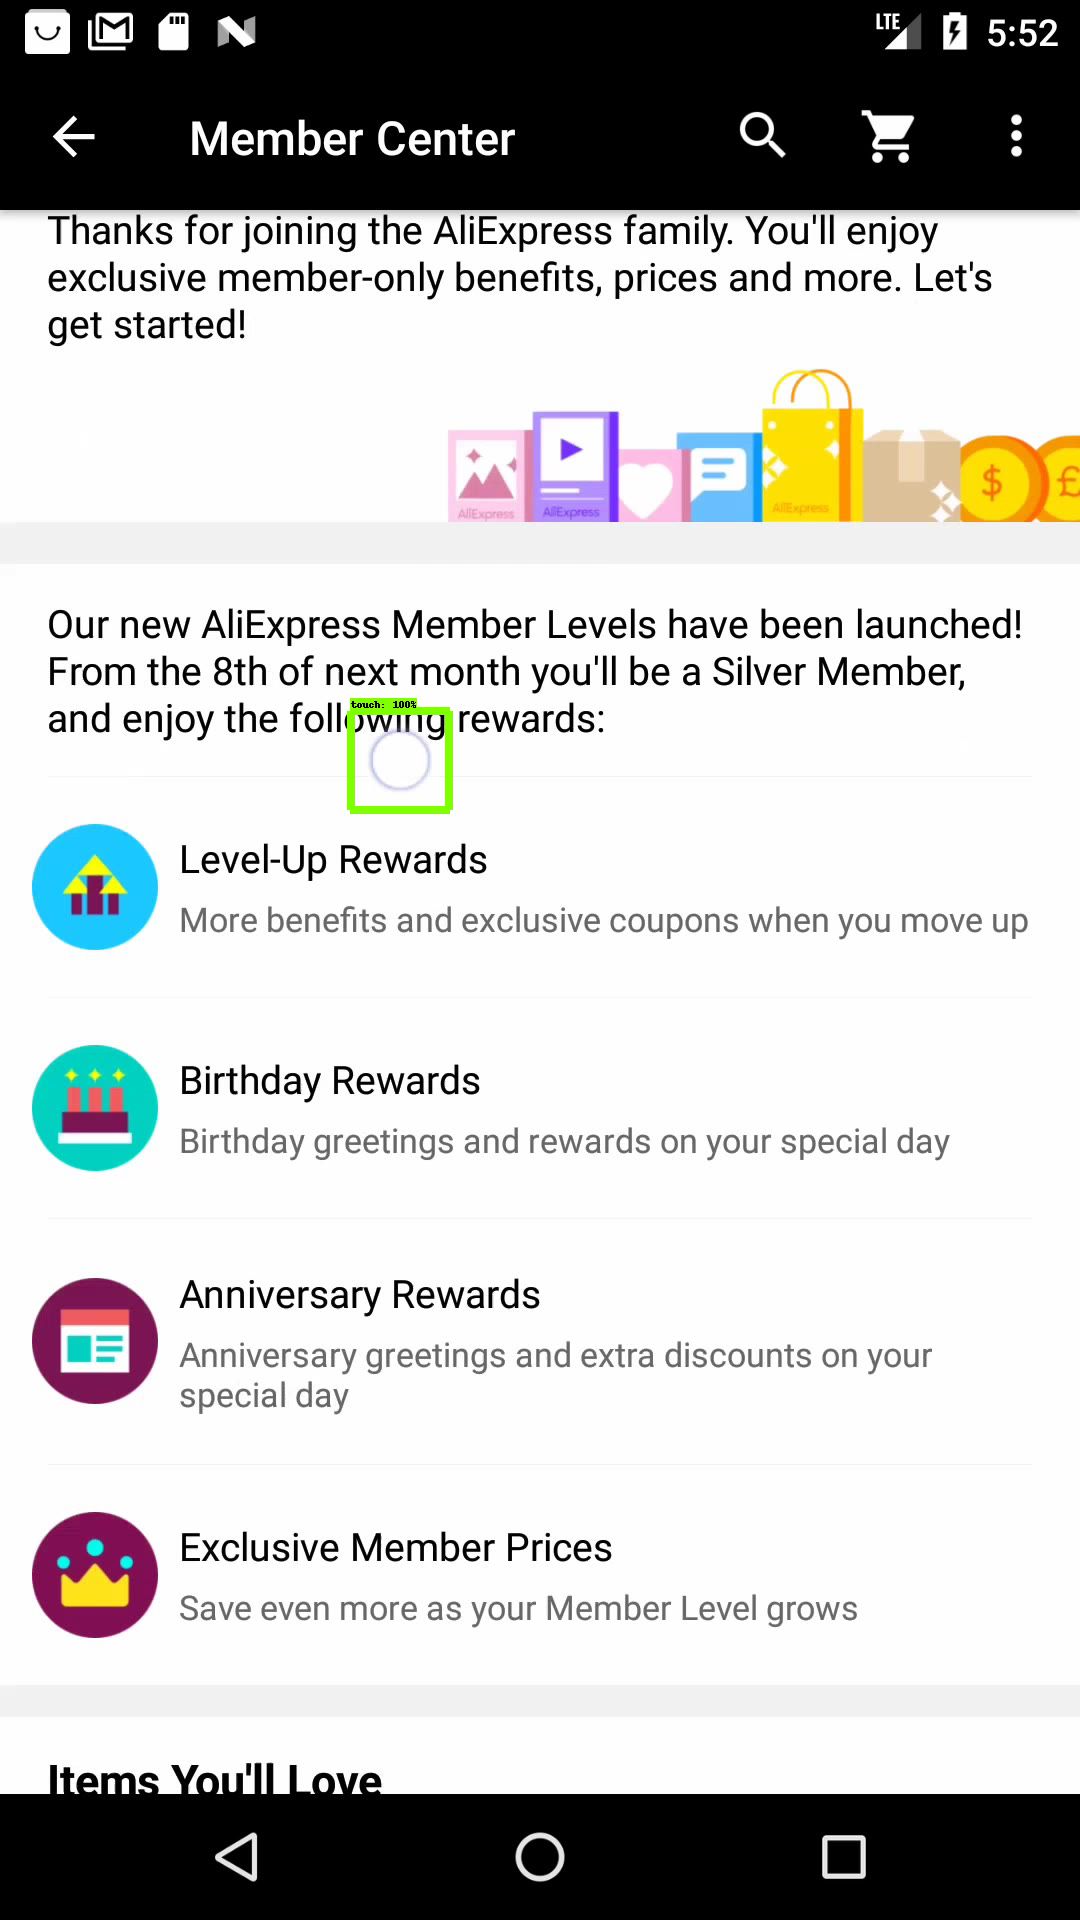 LTE 5:52
Member Center
Thanks for joining the AliExpress family. You'll enjoy
exclusive member-only benefits, prices and more. Let's
get started!
AliExpress AliExpress AliExpress
$ £
Our new AliExpress Member Levels have been launched!
From the 8th of next month you'll be a Silver Member,
touch: 100%
and enjoy the following rewards:
Level-Up Rewards
More benefits and exclusive coupons when you move up
Birthday Rewards
Birthday greetings and rewards on your special day
Anniversary Rewards
Anniversary greetings and extra discounts on your
special day
Exclusive Member Prices
Save even more as your Member Level grows
Items You'll Love